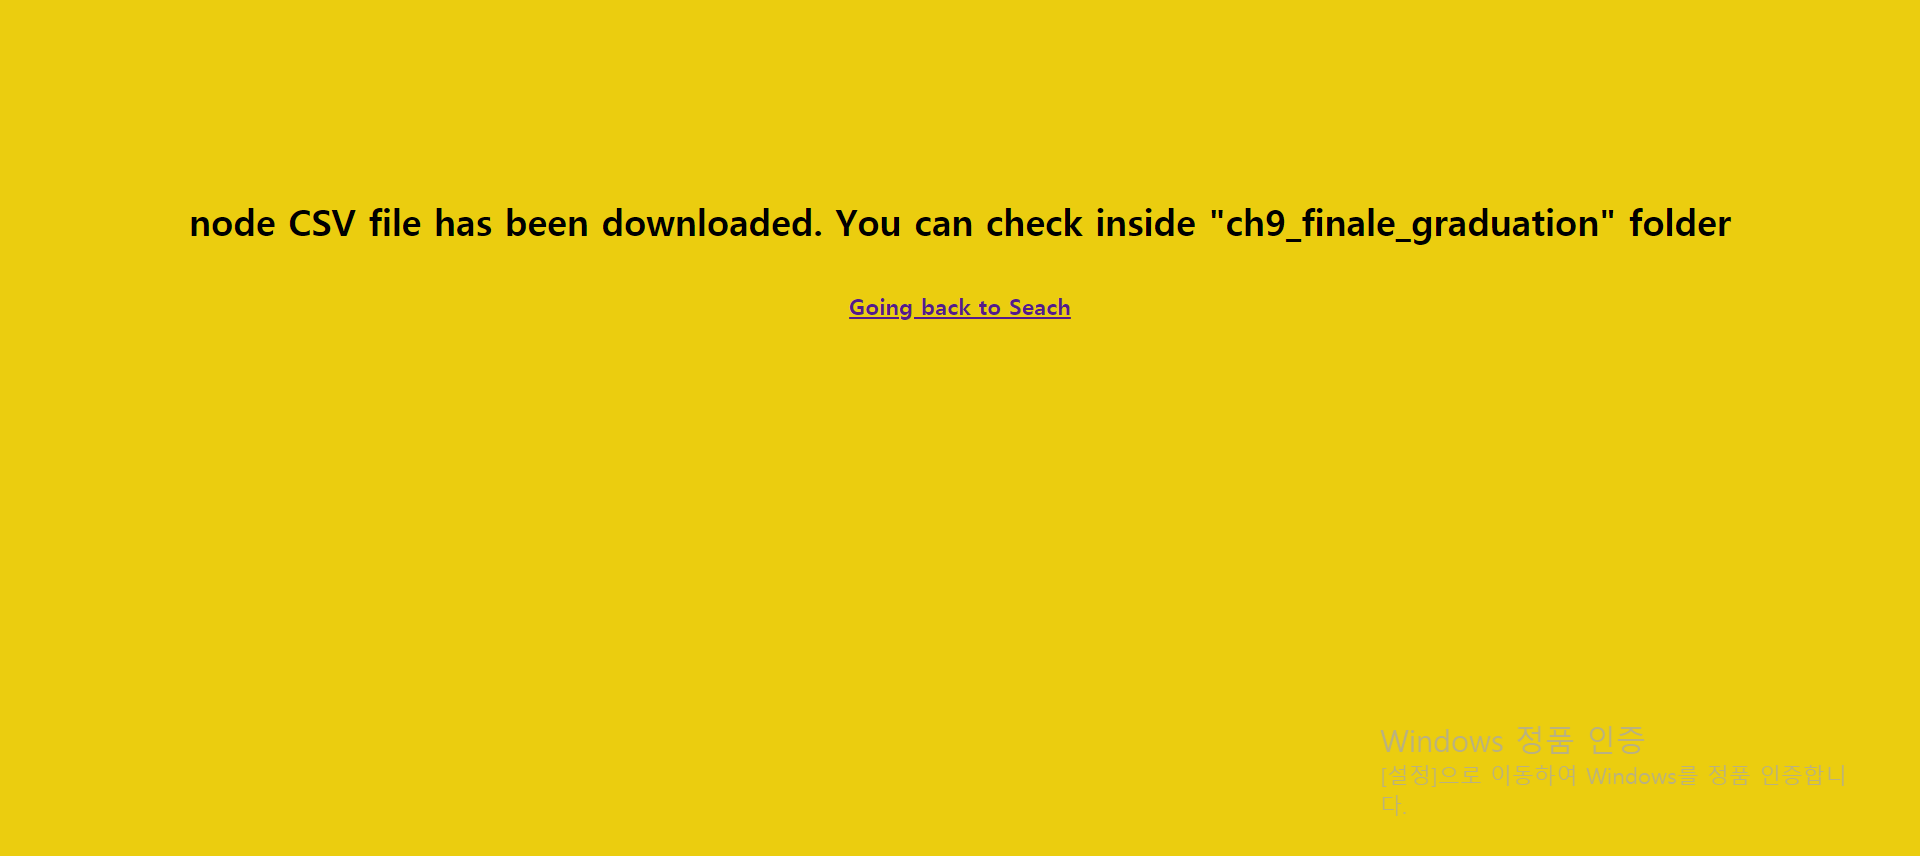 node CSV file has been downloaded. You can check inside "ch9_finale_graduation" folder
Going back to Seach
Windows 정품 인증
[설정]으로 이동하여 Windows를 정품 인증합니
다.